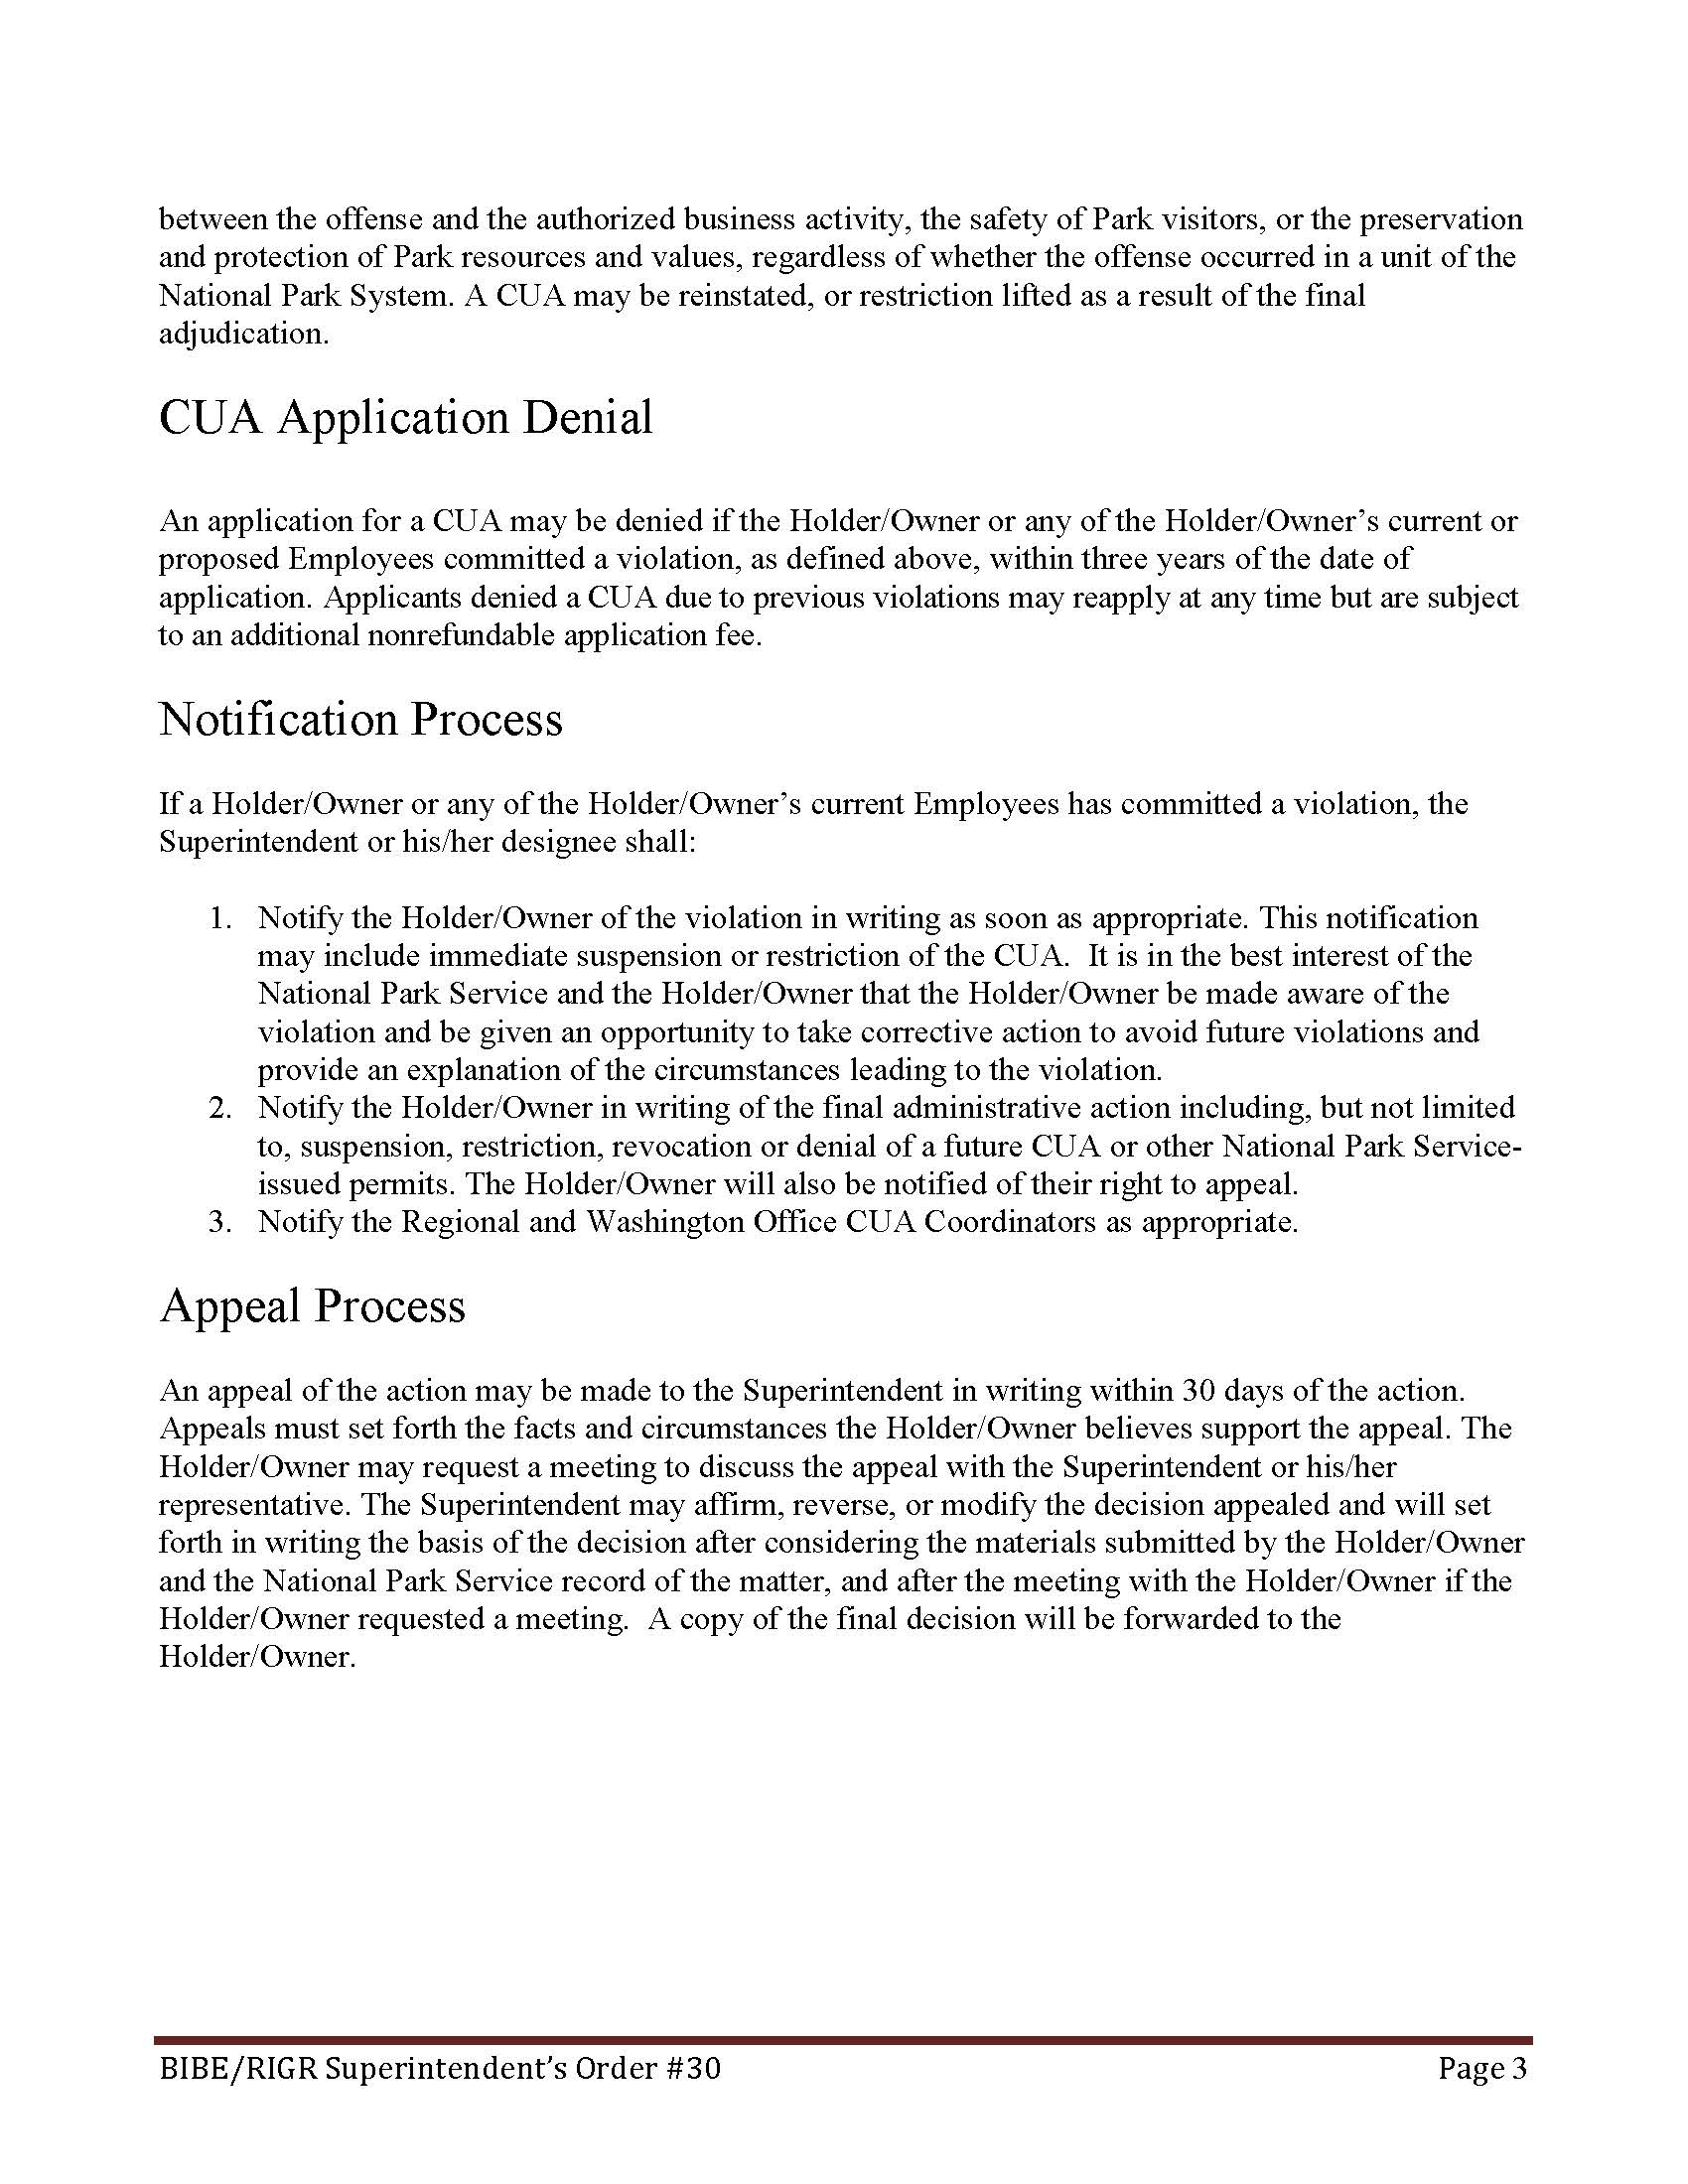 between the offense and the authorized business activity, the safety of Park visitors, or the preservation
and protection of Park resources and values, regardless of whether the offense occurred in a unit of the
National Park System. A CUA may be reinstated, or restriction lifted as a result of the final
adjudication.
CUA Application Denial
An application for a CUA may be denied if the Holder/Owner or any of the Holder/Owner’s current or
proposed Employees committed a violation, as defined above, within three years of the date of
application. Applicants denied a CUA due to previous violations may reapply at any time but are subject
to an additional nonrefundable application fee.
Notification Process
If a Holder/Owner or any of the Holder/Owner’s current Employees has committed a violation, the
Superintendent or his/her designee shall:
1. Notify the Holder/Owner of the violation in writing as soon as appropriate. This notification
may include immediate suspension or restriction of the CUA.  It is in the best interest of the
National Park Service and the Holder/Owner that the Holder/Owner be made aware of the
violation and be given an opportunity to take corrective action to avoid future violations and
provide an explanation of the circumstances leading to the violation.
2. Notify the Holder/Owner in writing of the final administrative action including, but not limited
to, suspension, restriction, revocation or denial of a future CUA or other National Park Service-
issued permits. The Holder/Owner will also be notified of their right to appeal.
3. Notify the Regional and Washington Office CUA Coordinators as appropriate.
Appeal Process
An appeal of the action may be made to the Superintendent in writing within 30 days of the action.
Appeals must set forth the facts and circumstances the Holder/Owner believes support the appeal. The
Holder/Owner may request a meeting to discuss the appeal with the Superintendent or his/her
representative. The Superintendent may affirm, reverse, or modify the decision appealed and will set
forth in writing the basis of the decision after considering the materials submitted by the Holder/Owner
and the National Park Service record of the matter, and after the meeting with the Holder/Owner if the
Holder/Owner requested a meeting.  A copy of the final decision will be forwarded to the
Holder/Owner.
BIBE/RIGR Superintendent’s Order #30 Page 3